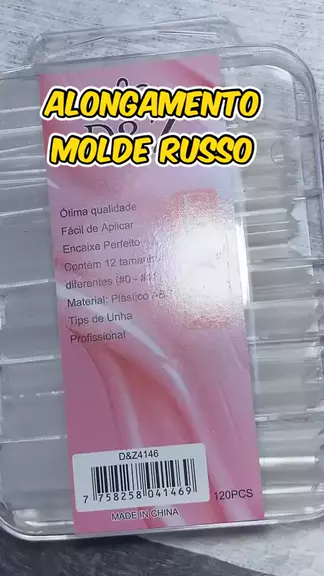 ALONGAMENTO
D&Z
MOLDE RUSSO
Ótima qualidade
Fácil de Aplicar
Encaixe Perfeito
Contém 12 tamanhos
diferentes (#0 -
Material: Plástico
Tips de Unha
Profissional
D&Z4146
7 758258 041469
120PCS
MADE IN CHINA